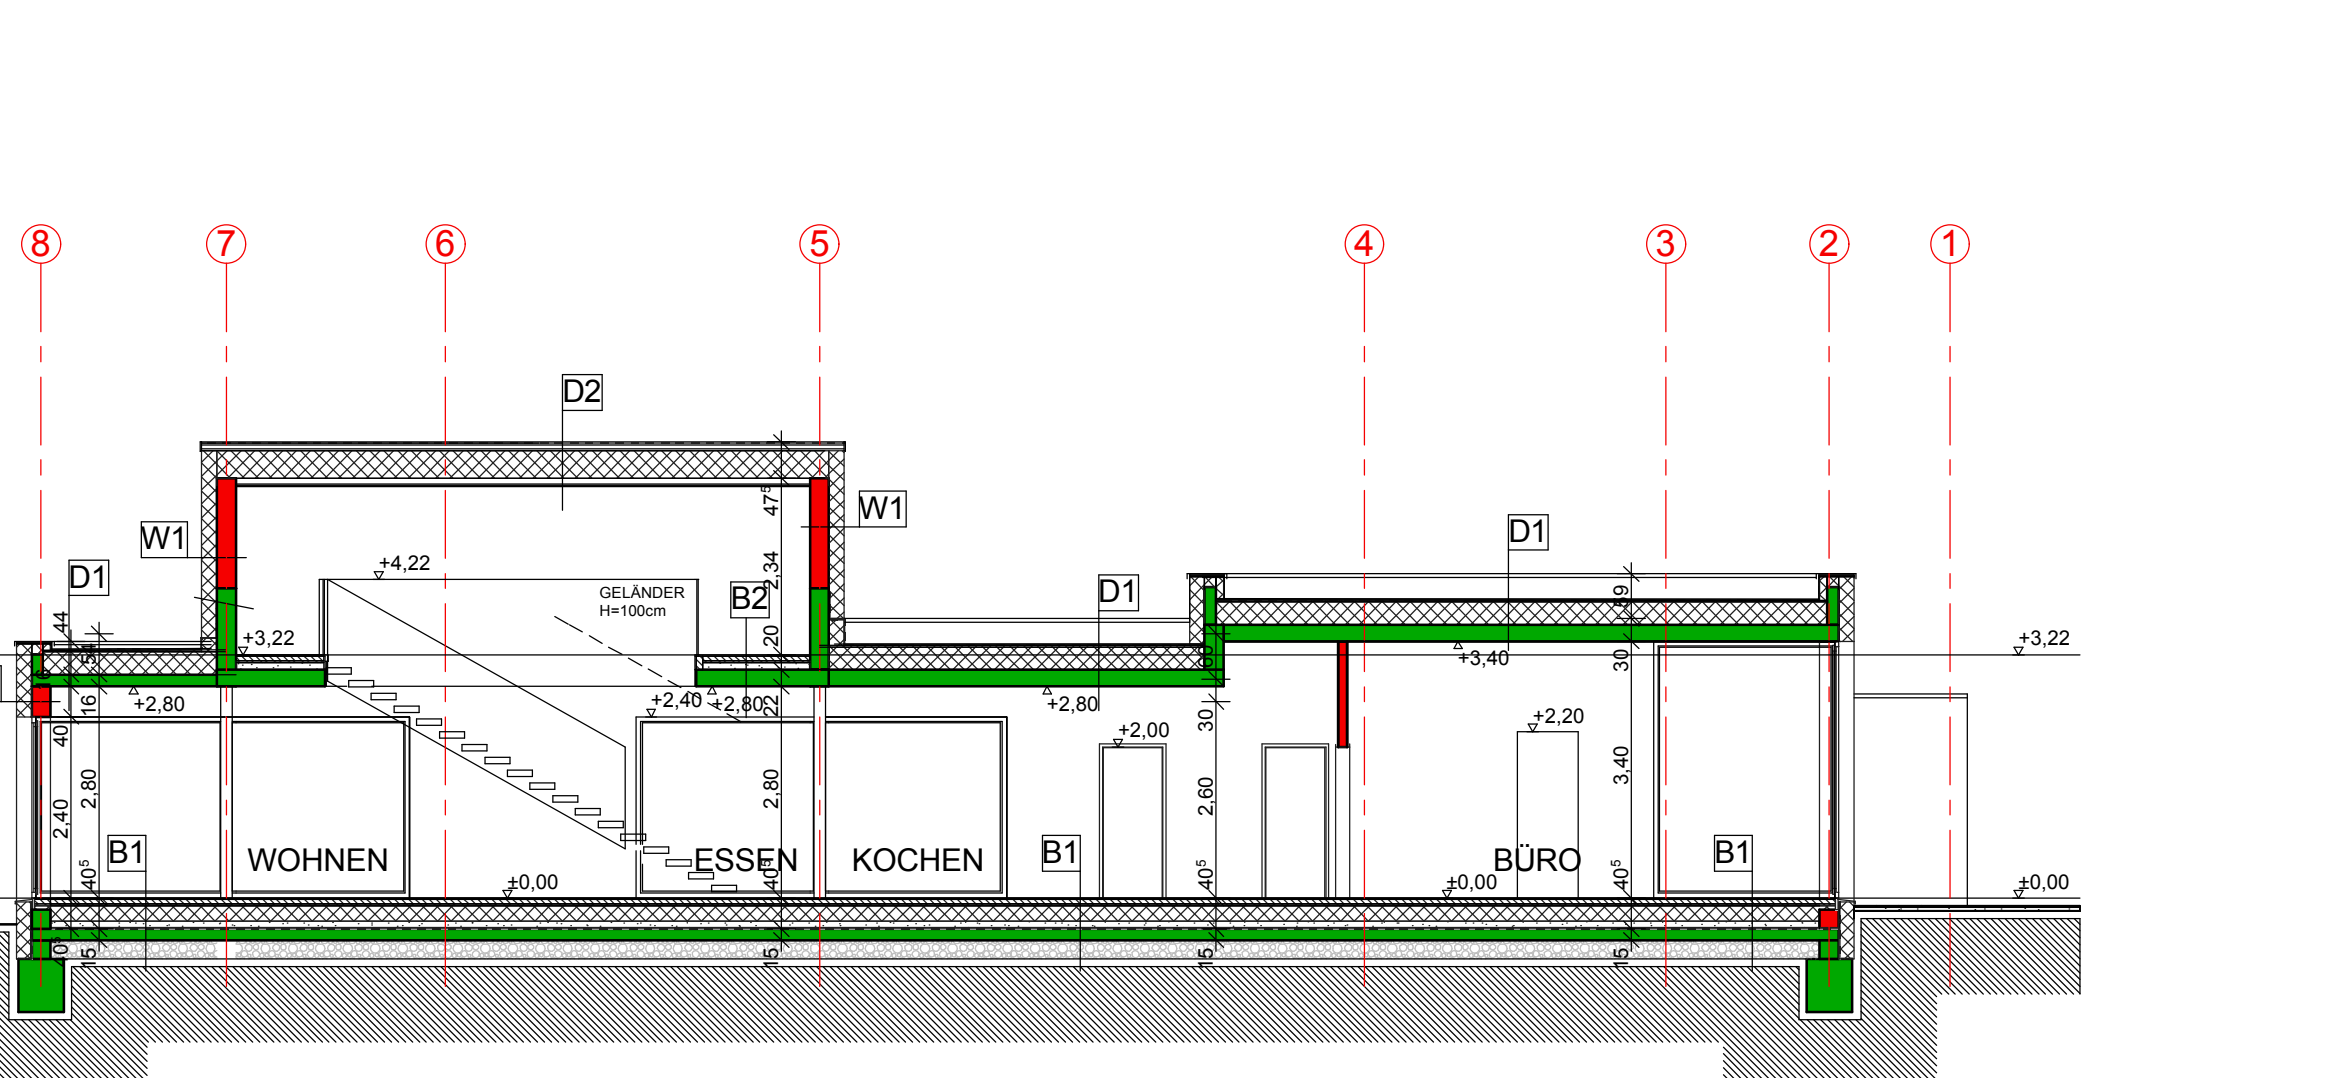 8
7
6
5
4
3
2
1
D2
W1
W1
D1
D1
D1
B2
+4,22
GELÄNDER
H=100cm
47⁵
2,34
20
22
2,80
40⁵
15
44
54
16
40
2,80
2,40
40⁵
15
+3,22
+2,80
+2,40
+2,80
+2,80
+2,00
60
30
2,60
40⁵
15
59
30
3,40
40⁵
15
+3,40
+2,20
+3,22
B1
WOHNEN
ESSEN
KOCHEN
B1
BÜRO
B1
±0,00
±0,00
±0,00